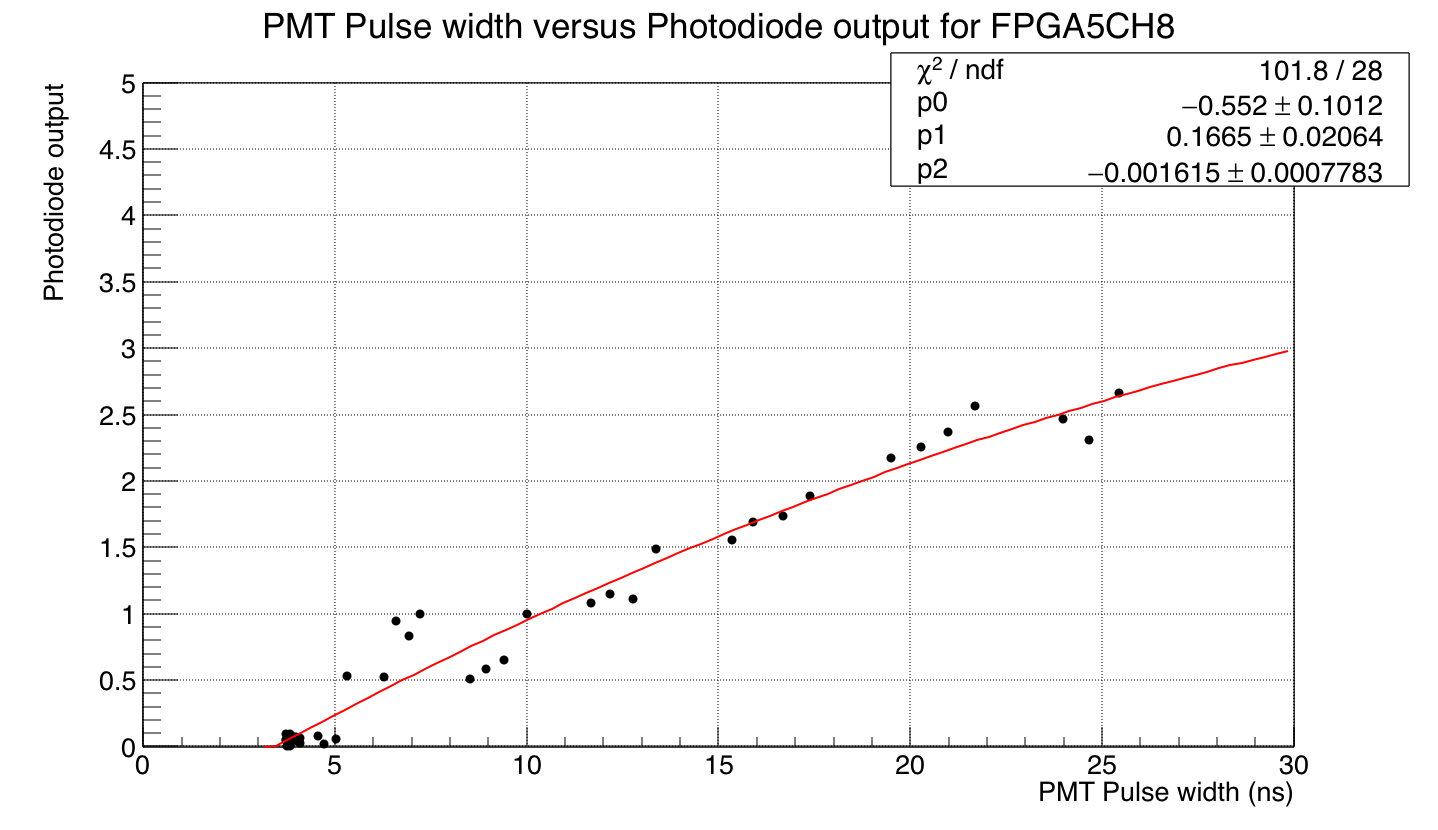 PMT Pulse width versus Photodiode output for FPGA5CH8
χ² / ndf 101.8 / 28
p0 −0.552 ± 0.1012
p1 0.1665 ± 0.02064
p2 −0.001615 ± 0.0007783
Photodiode output
5
4.5
4
3.5
3
2.5
2
1.5
1
0.5
0
0 5 10 15 20 25 30
PMT Pulse width (ns)